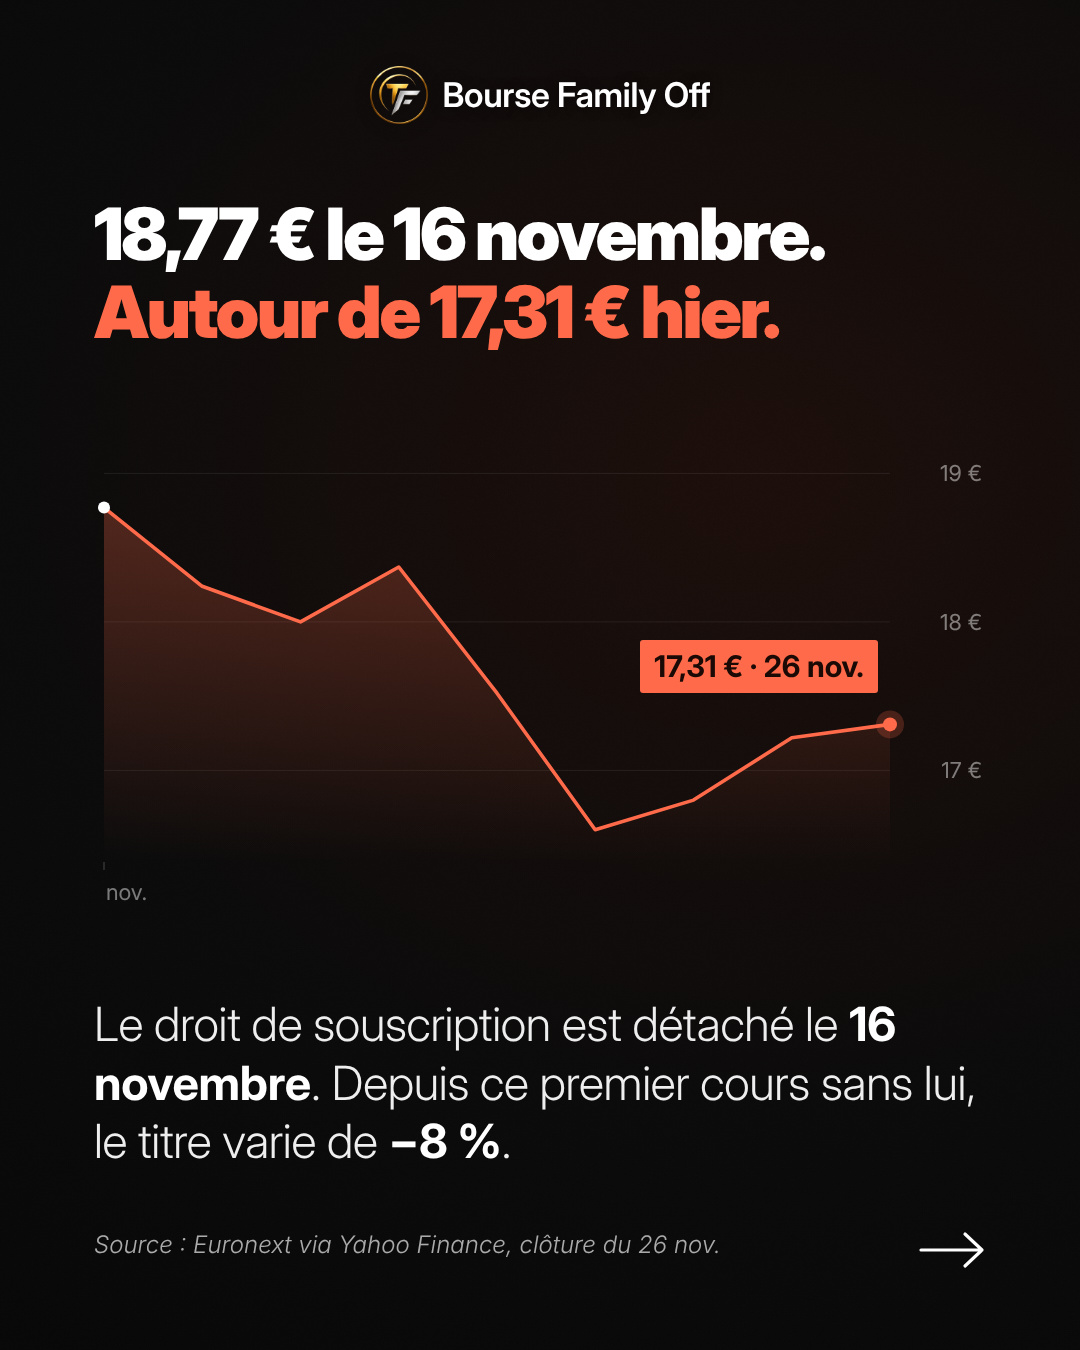 TF Bourse Family Off
18,77 € le 16 novembre.
Autour de 17,31 € hier.
19 €
18 €
17,31 € · 26 nov.
17 €
nov.
Le droit de souscription est détaché le 16
novembre. Depuis ce premier cours sans lui,
le titre varie de −8 %.
Source : Euronext via Yahoo Finance, clôture du 26 nov.